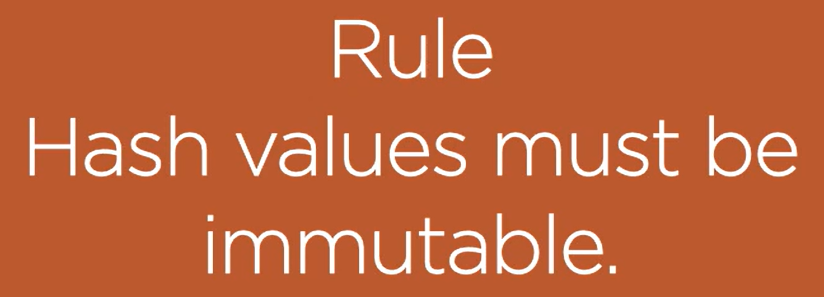 Rule
Hash values must be
immutable.